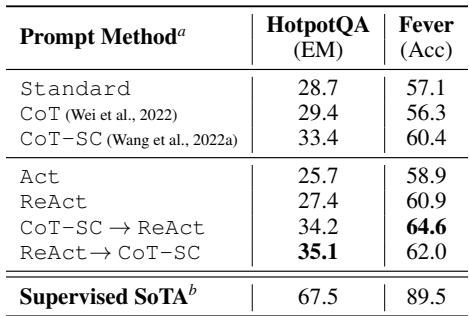 Prompt Method^a HotpotQA Fever
(EM) (Acc)
Standard 28.7 57.1
CoT (Wei et al., 2022) 29.4 56.3
CoT-SC (Wang et al., 2022a) 33.4 60.4
Act 25.7 58.9
ReAct 27.4 60.9
CoT-SC → ReAct 34.2 64.6
ReAct → CoT-SC 35.1 62.0
Supervised SoTA^b 67.5 89.5